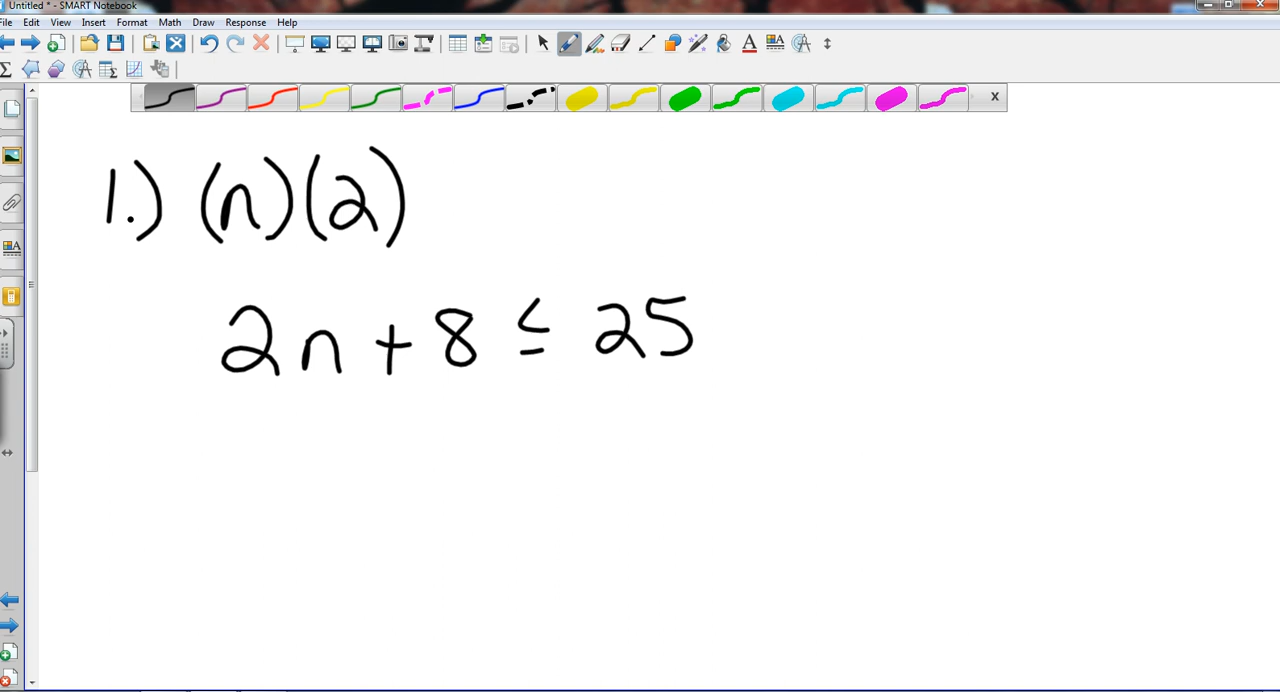 Untitled * - SMART Notebook
File Edit View Insert Format Math Draw Response Help
1.) (n)(2)
2n + 8 ≤ 25